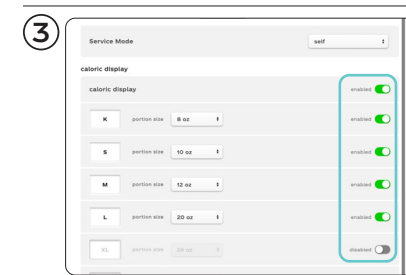 3
Service Mode self
caloric display
caloric display enabled
K portion size 8 oz enabled
S portion size 10 oz enabled
M portion size 12 oz enabled
L portion size 20 oz enabled
XL portion size 24 oz disabled